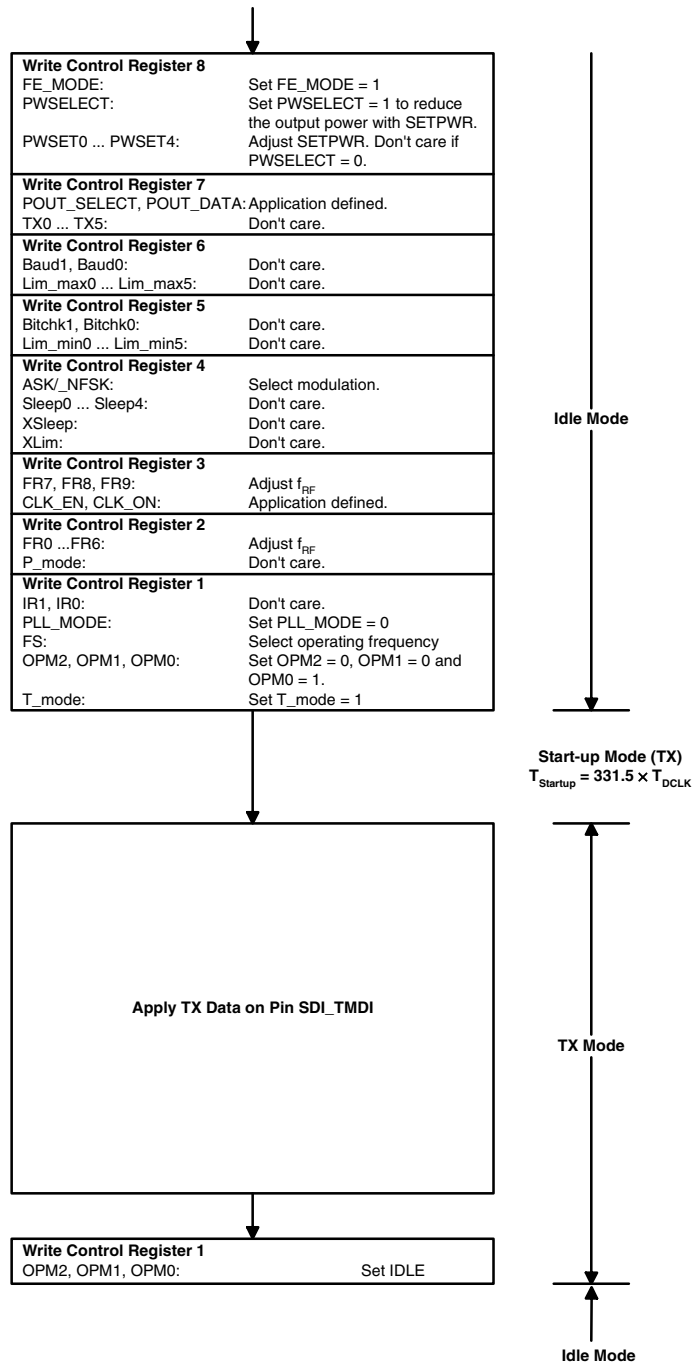 Write Control Register 8
FE_MODE: Set FE_MODE = 1
PWSELECT: Set PWSELECT = 1 to reduce
the output power with SETPWR.
PWSET0 ... PWSET4: Adjust SETPWR. Don't care if
PWSELECT = 0.
Write Control Register 7
POUT_SELECT, POUT_DATA: Application defined.
TX0 ... TX5: Don't care.
Write Control Register 6
Baud1, Baud0: Don't care.
Lim_max0 ... Lim_max5: Don't care.
Write Control Register 5
Bitchk1, Bitchk0: Don't care.
Lim_min0 ... Lim_min5: Don't care.
Write Control Register 4
ASK/_NFSK: Select modulation.
Sleep0 ... Sleep4: Don't care.
XSleep: Don't care.
XLim: Don't care.
Idle Mode
Write Control Register 3
FR7, FR8, FR9: Adjust fRF
CLK_EN, CLK_ON: Application defined.
Write Control Register 2
FR0 ...FR6: Adjust fRF
P_mode: Don't care.
Write Control Register 1
IR1, IR0: Don't care.
PLL_MODE: Set PLL_MODE = 0
FS: Select operating frequency
OPM2, OPM1, OPM0: Set OPM2 = 0, OPM1 = 0 and
OPM0 = 1.
T_mode: Set T_mode = 1
Start-up Mode (TX)
TStartup = 331.5 × TDCLK
Apply TX Data on Pin SDI_TMDI
TX Mode
Write Control Register 1
OPM2, OPM1, OPM0: Set IDLE
Idle Mode